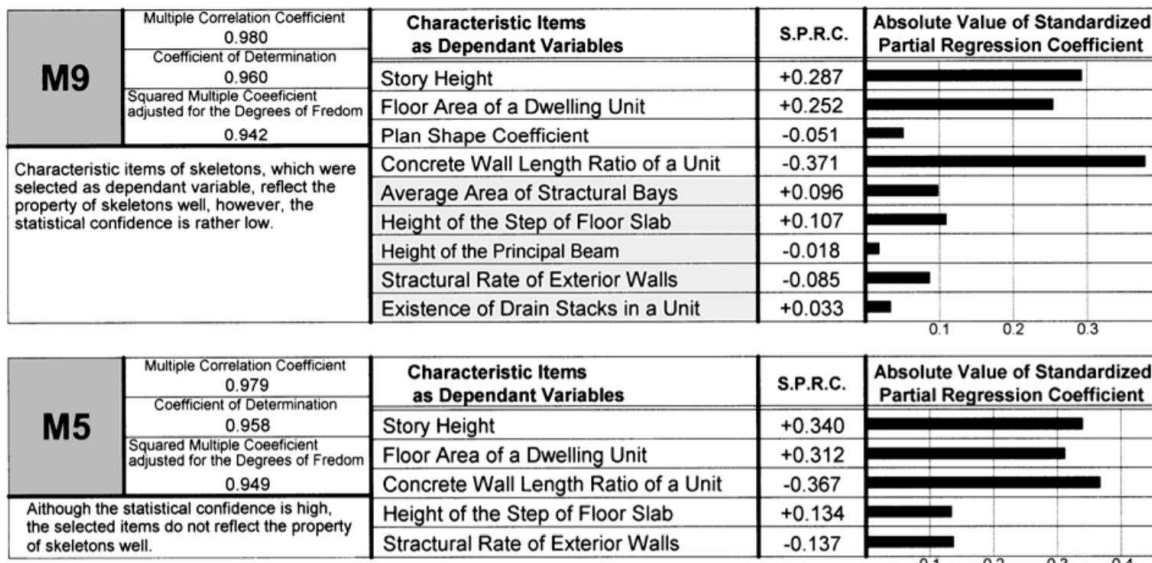 M9
Multiple Correlation Coefficient
0.980
Coefficient of Determination
0.960
Squared Multiple Coeeficient
adjusted for the Degrees of Fredom
0.942
Characteristic items of skeletons, which were
selected as dependant variable, reflect the
property of skeletons well, however, the
statistical confidence is rather low.
Characteristic Items
as Dependant Variables
S.P.R.C.
Absolute Value of Standardized
Partial Regression Coefficient
Story Height +0.287
Floor Area of a Dwelling Unit +0.252
Plan Shape Coefficient -0.051
Concrete Wall Length Ratio of a Unit -0.371
Average Area of Stractural Bays +0.096
Height of the Step of Floor Slab +0.107
Height of the Principal Beam -0.018
Stractural Rate of Exterior Walls -0.085
Existence of Drain Stacks in a Unit +0.033
0.1 0.2 0.3
M5
Multiple Correlation Coefficient
0.979
Coefficient of Determination
0.958
Squared Multiple Coeeficient
adjusted for the Degrees of Fredom
0.949
Aithough the statistical confidence is high,
the selected items do not reflect the property
of skeletons well.
Characteristic Items
as Dependant Variables
S.P.R.C.
Absolute Value of Standardized
Partial Regression Coefficient
Story Height +0.340
Floor Area of a Dwelling Unit +0.312
Concrete Wall Length Ratio of a Unit -0.367
Height of the Step of Floor Slab +0.134
Stractural Rate of Exterior Walls -0.137
0.1 0.2 0.3 0.4